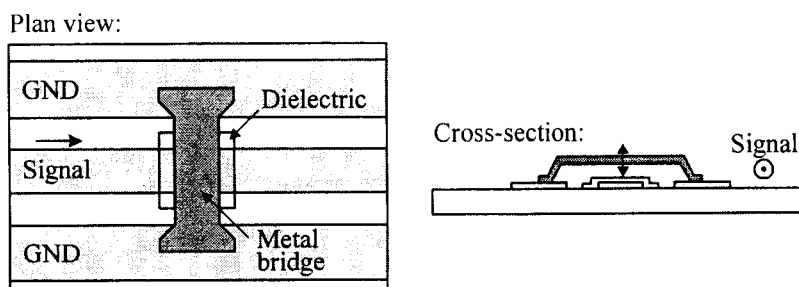 Plan view:
GND
Dielectric
Signal
Metal
bridge
GND
Cross-section:
Signal